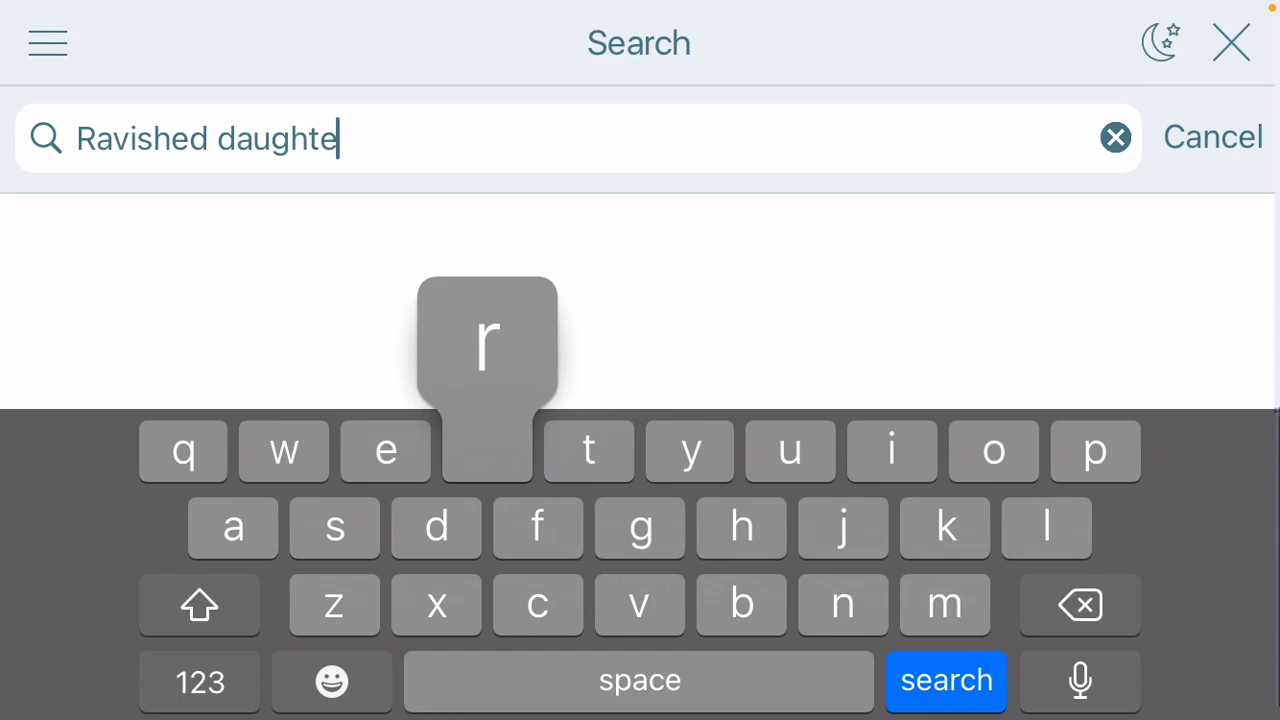 Search
Ravished daughte
Cancel
r
q w e t y u i o p
a s d f g h j k l
z x c v b n m
123 space search